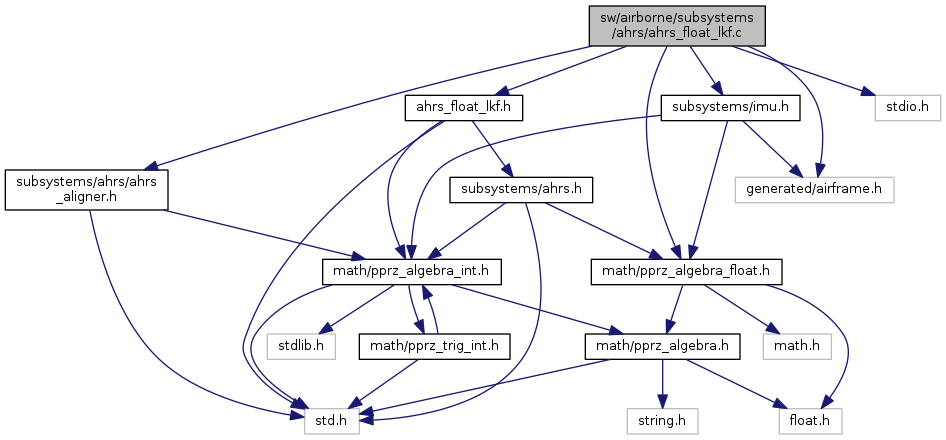 sw/airborne/subsystems
/ahrs/ahrs_float_lkf.c
ahrs_float_lkf.h
subsystems/imu.h
stdio.h
subsystems/ahrs/ahrs
_aligner.h
subsystems/ahrs.h
generated/airframe.h
math/pprz_algebra_int.h
math/pprz_algebra_float.h
stdlib.h
math/pprz_trig_int.h
math/pprz_algebra.h
math.h
std.h
string.h
float.h